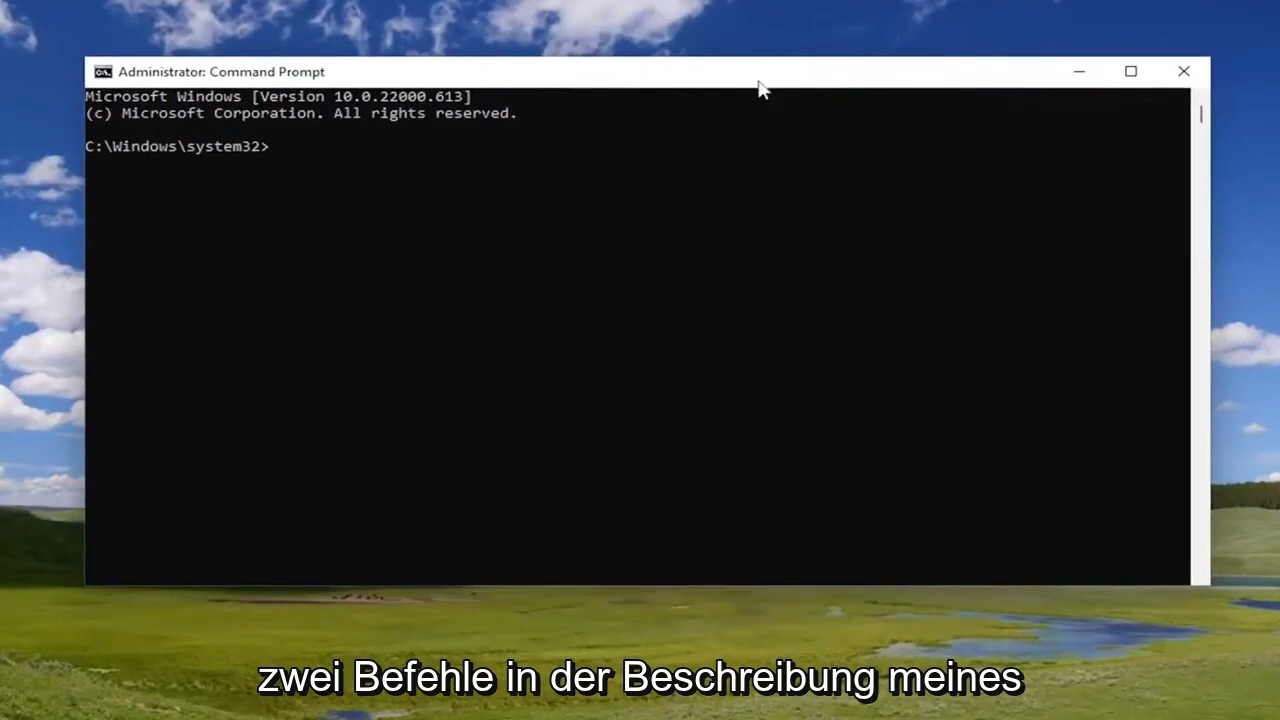 Administrator: Command Prompt
Microsoft Windows [Version 10.0.22000.613]
(c) Microsoft Corporation. All rights reserved.
C:\Windows\system32>
zwei Befehle in der Beschreibung meines